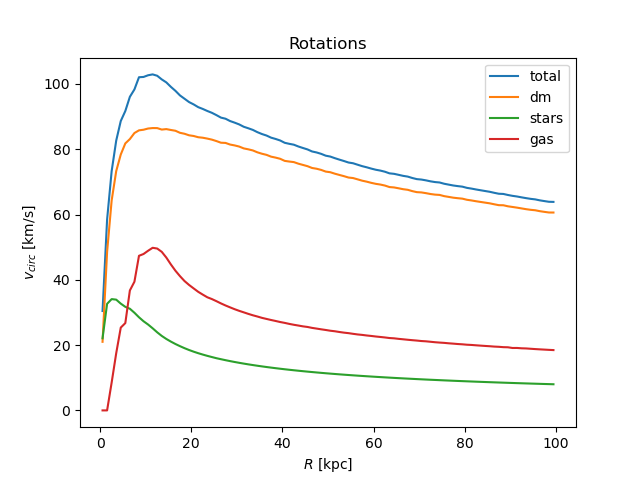 Rotations
total
dm
stars
gas
100
80
60
40
20
0
v_circ [km/s]
0 20 40 60 80 100
R [kpc]